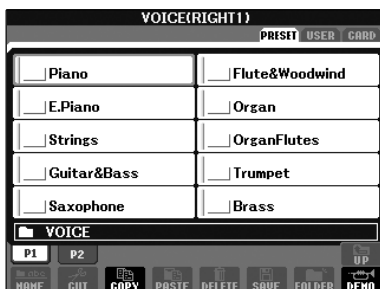 VOICE(RIGHT1)
PRESET USER CARD
Piano
Flute&Woodwind
E.Piano
Organ
Strings
OrganFlutes
Guitar&Bass
Trumpet
Saxophone
Brass
VOICE
P1 P2
UP
NAME CUT COPY PASTE DELETE SAVE FOLDER DEMO